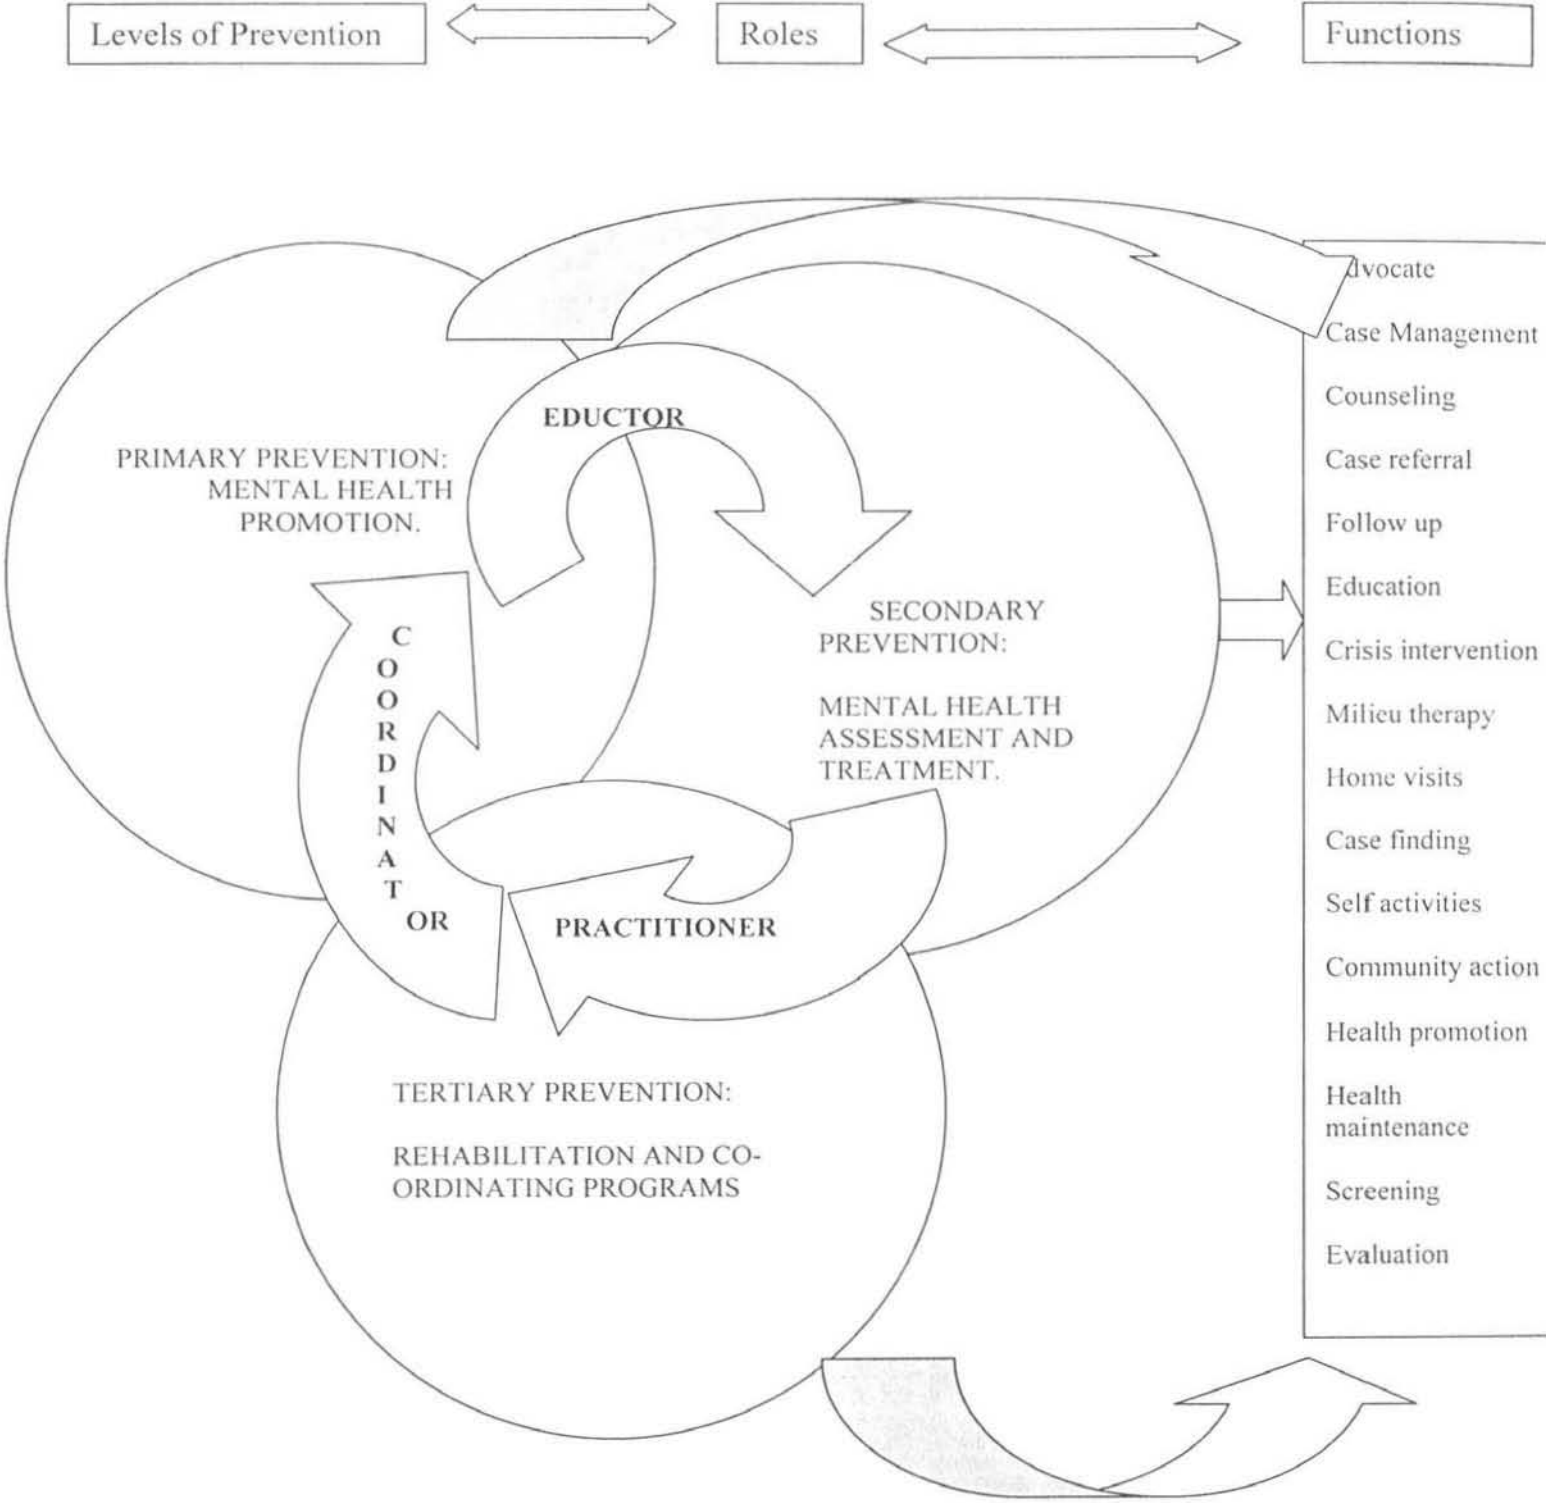 Levels of Prevention
Roles
Functions
EDUCTOR
PRIMARY PREVENTION:
MENTAL HEALTH
PROMOTION.
COORDINAT
OR
SECONDARY
PREVENTION:
MENTAL HEALTH
ASSESSMENT AND
TREATMENT.
PRACTITIONER
TERTIARY PREVENTION:
REHABILITATION AND CO-
ORDINATING PROGRAMS
dvocate
Case Management
Counseling
Case referral
Follow up
Education
Crisis intervention
Milieu therapy
Home visits
Case finding
Self activities
Community action
Health promotion
Health
maintenance
Screening
Evaluation